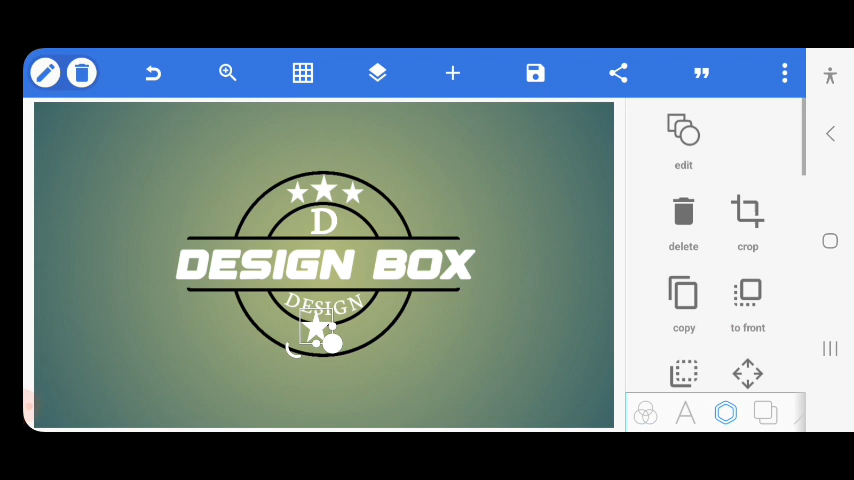 edit
D
delete
crop
DESIGN BOX
DESIGN
copy
to front